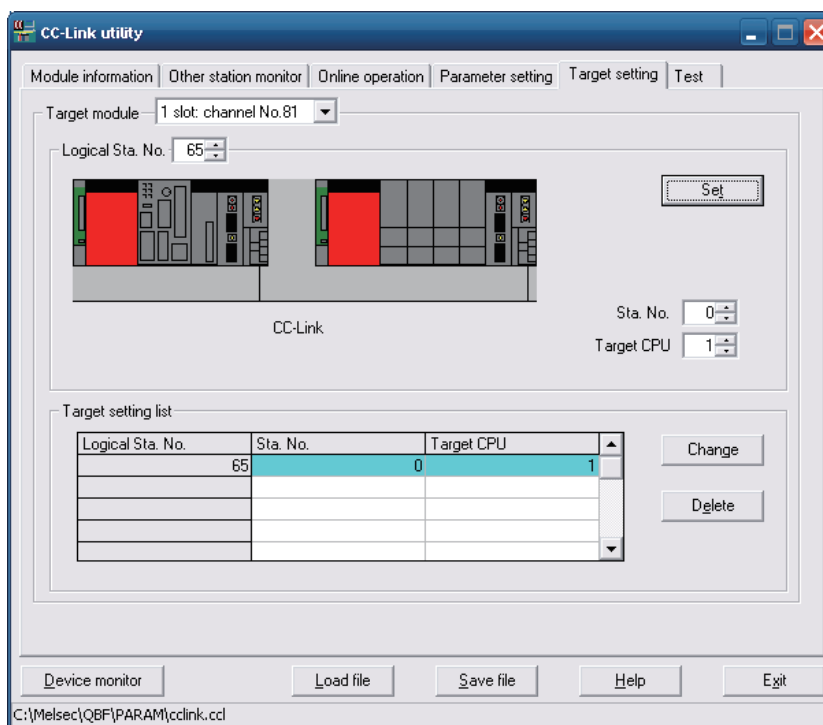 CC-Link utility
Module information Other station monitor Online operation Parameter setting Target setting Test
Target module 1 slot: channel No.81
Logical Sta. No. 65
Set
CC-Link
Sta. No. 0
Target CPU 1
Target setting list
Logical Sta. No. Sta. No. Target CPU
65 0 1
Change
Delete
Device monitor Load file Save file Help Exit
C:\Melsec\QBF\PARAM\cclink.ccl